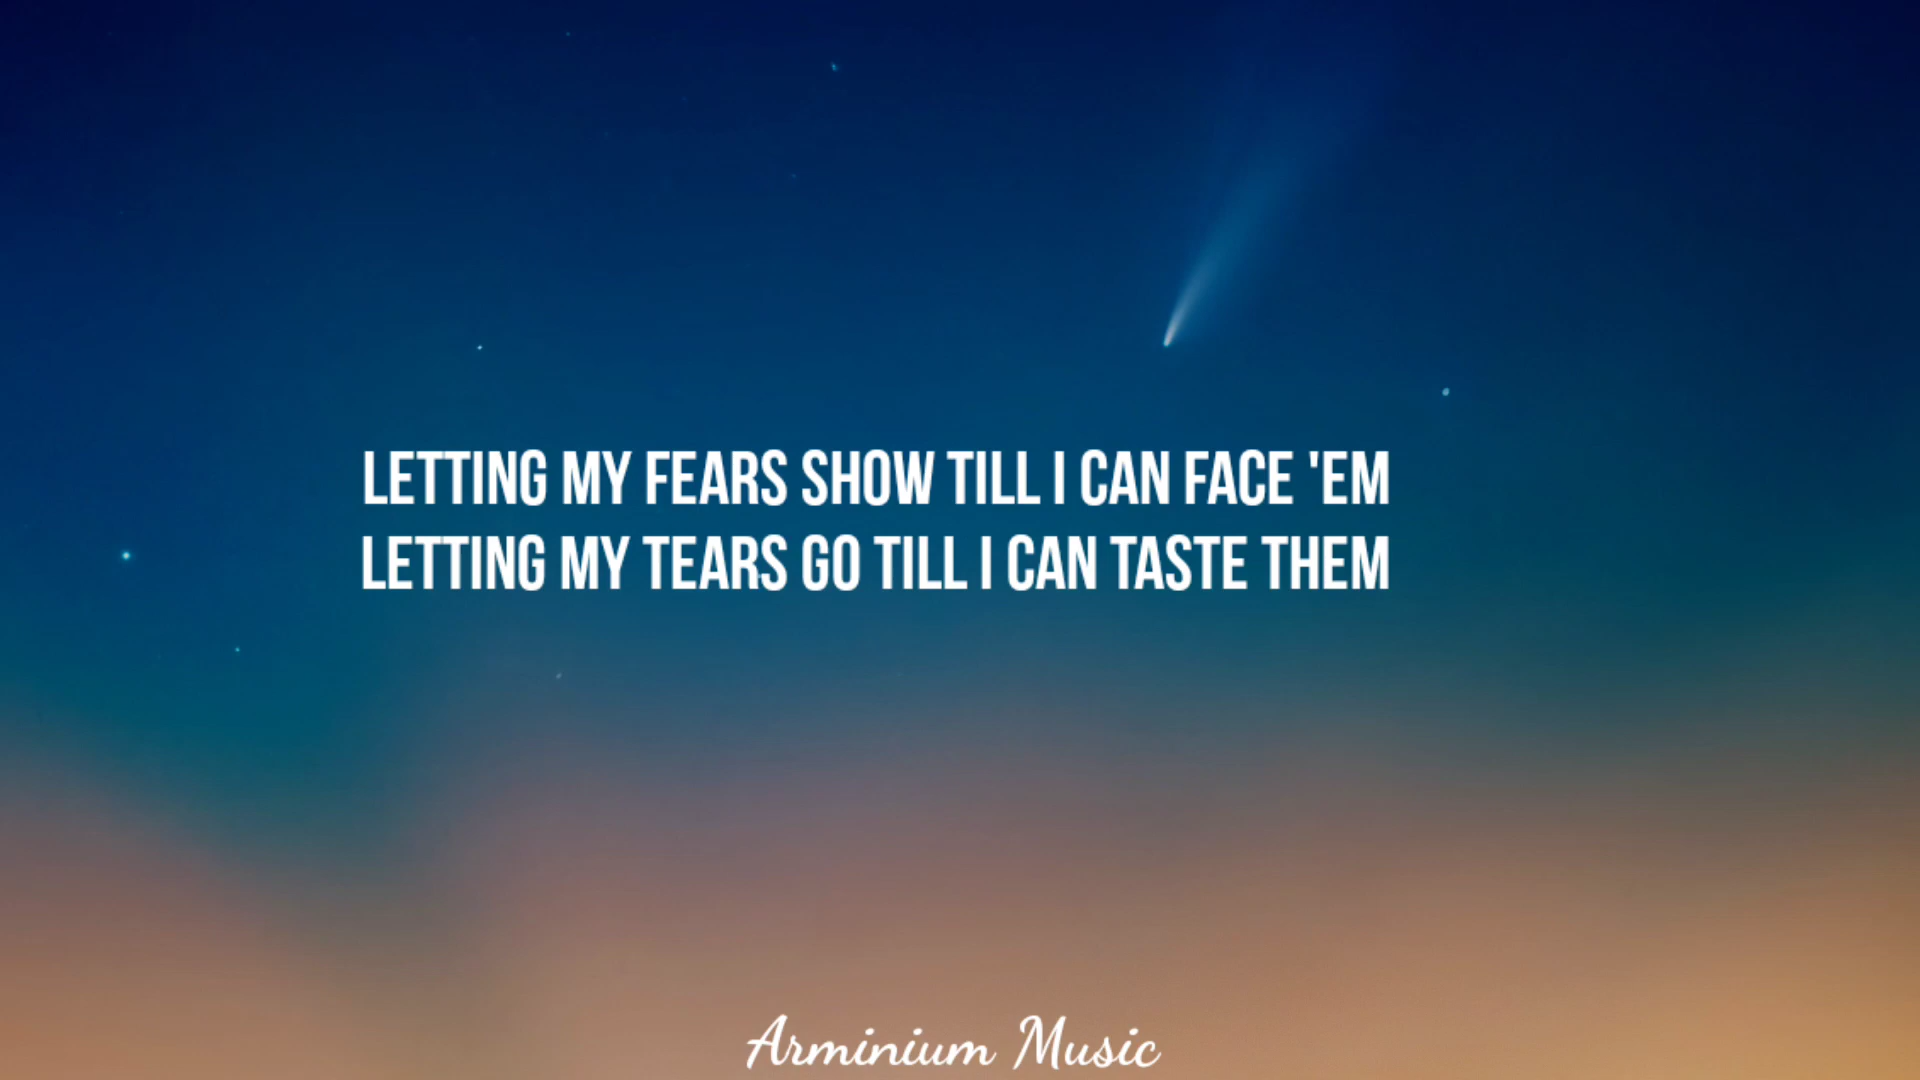 LETTING MY FEARS SHOW TILL I CAN FACE 'EM
LETTING MY TEARS GO TILL I CAN TASTE THEM
Arminium Music